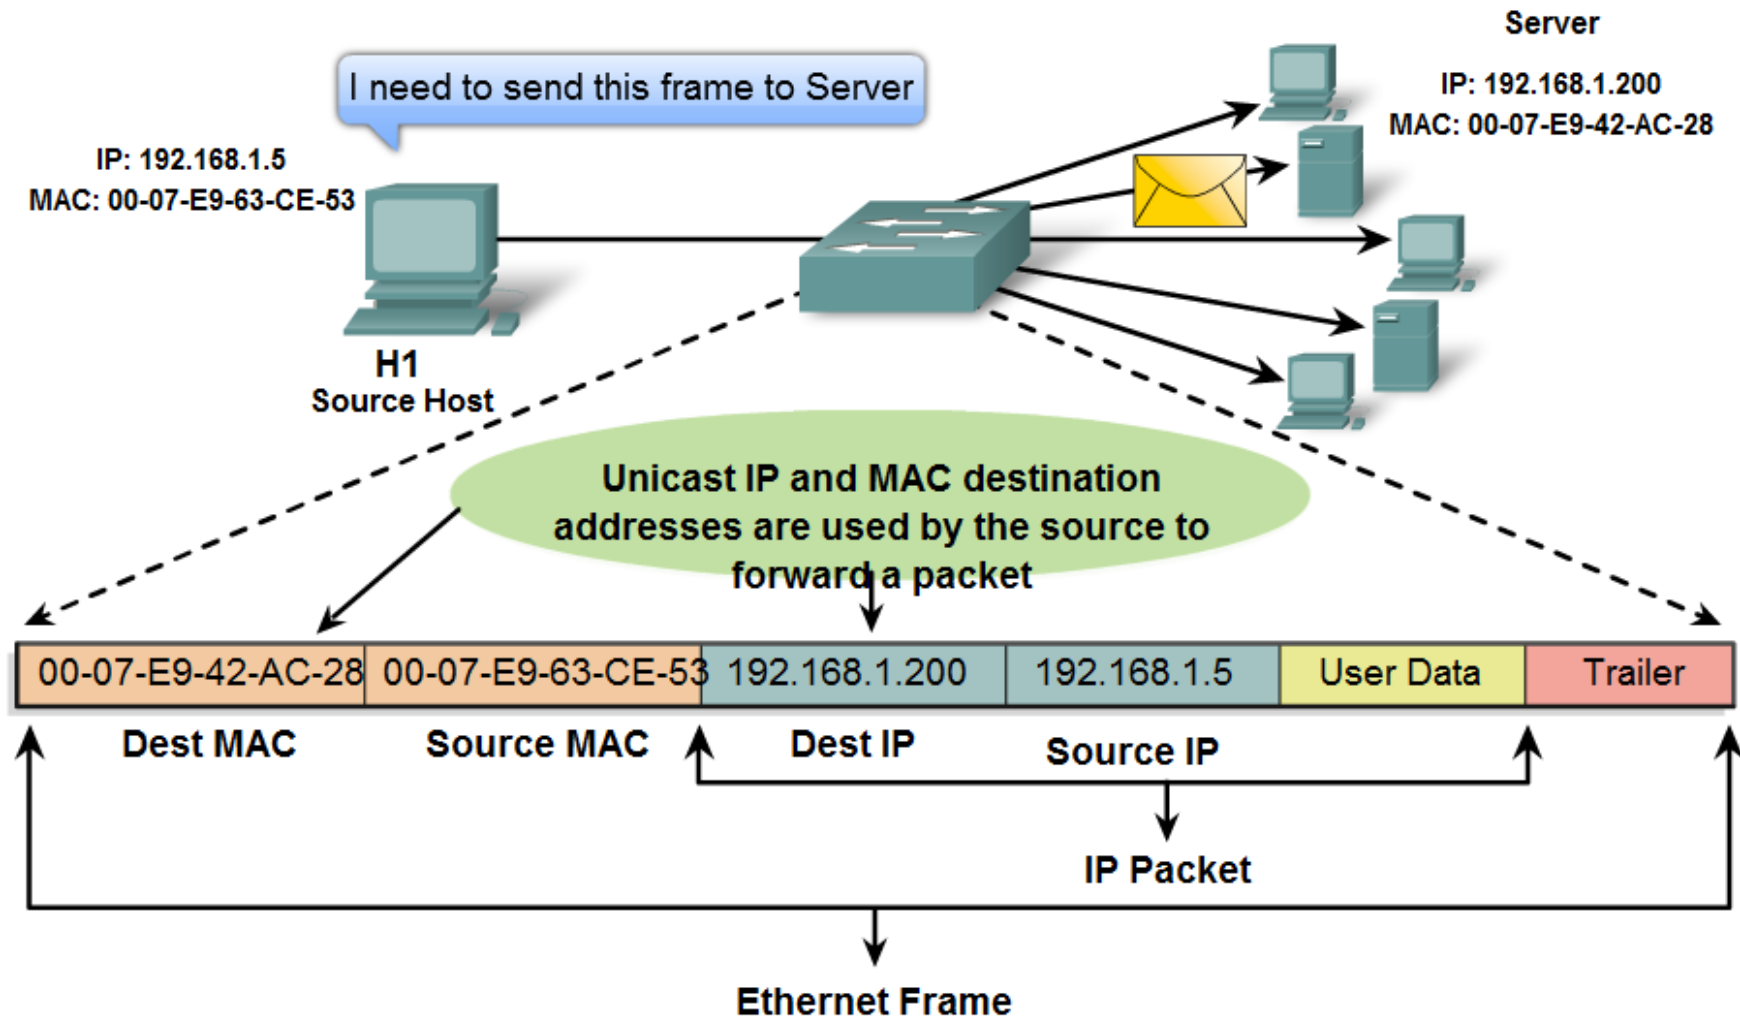 Server
IP: 192.168.1.200
MAC: 00-07-E9-42-AC-28
I need to send this frame to Server
IP: 192.168.1.5
MAC: 00-07-E9-63-CE-53
H1
Source Host
Unicast IP and MAC destination
addresses are used by the source to
forward a packet
00-07-E9-42-AC-28 00-07-E9-63-CE-53 192.168.1.200 192.168.1.5 User Data Trailer
Dest MAC Source MAC Dest IP Source IP
IP Packet
Ethernet Frame